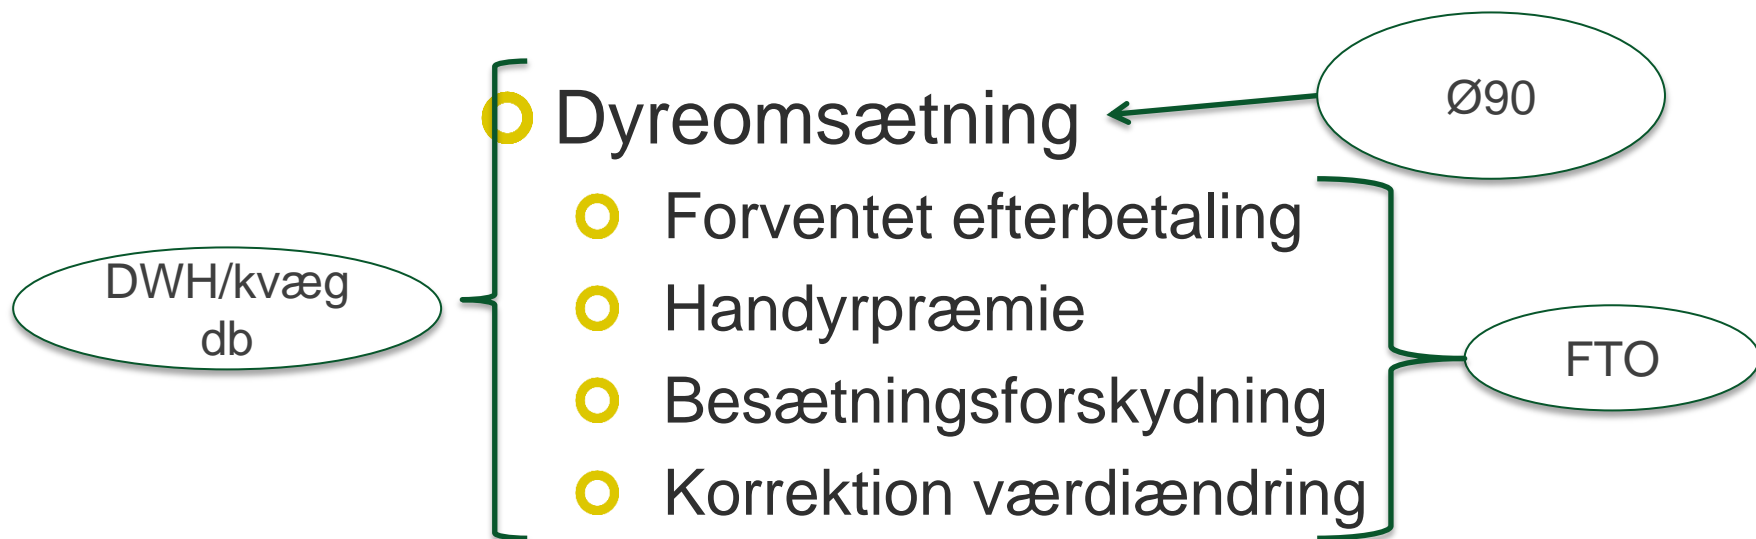 Ø90
Dyreomsætning
Forventet efterbetaling
DWH/kvæg
db
Handyrpræmie
FTO
Besætningsforskydning
Korrektion værdiændring